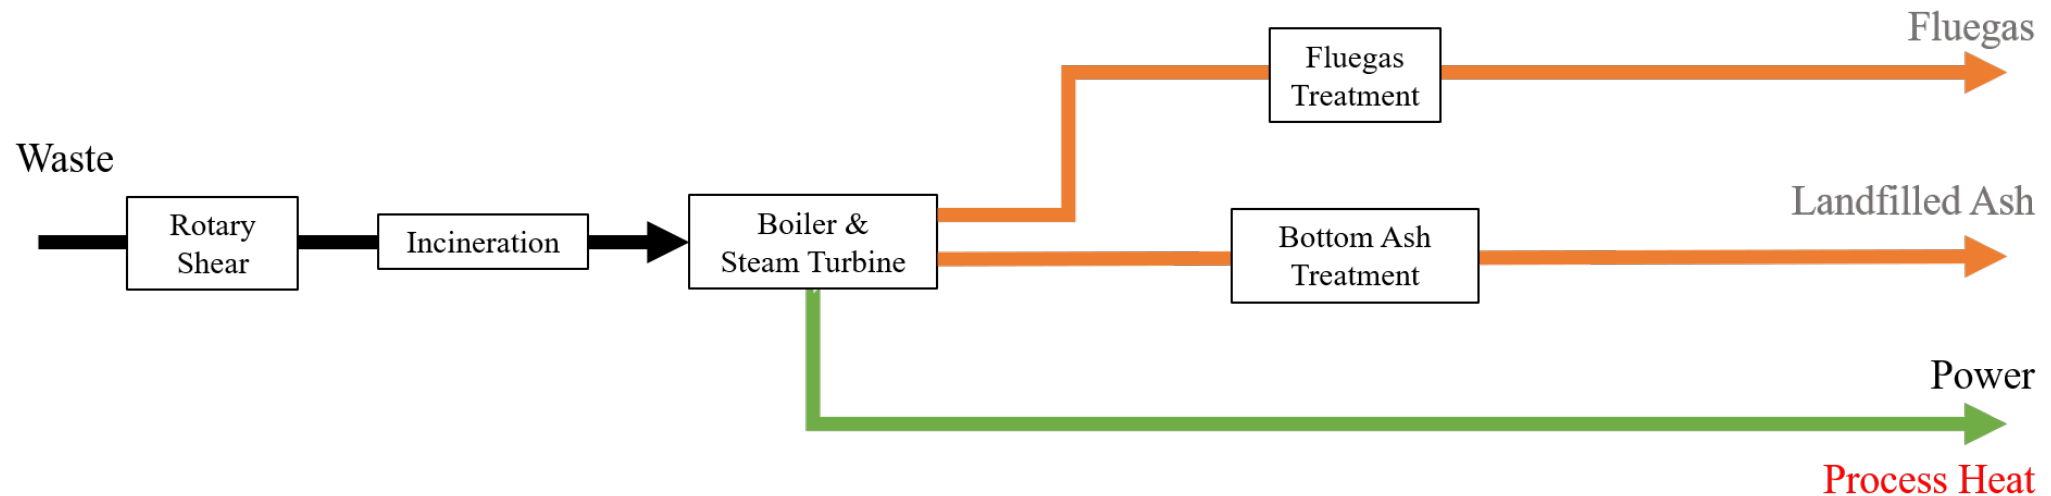 Waste
Rotary
Shear
Incineration
Boiler &
Steam Turbine
Fluegas
Treatment
Fluegas
Bottom Ash
Treatment
Landfilled Ash
Power
Process Heat